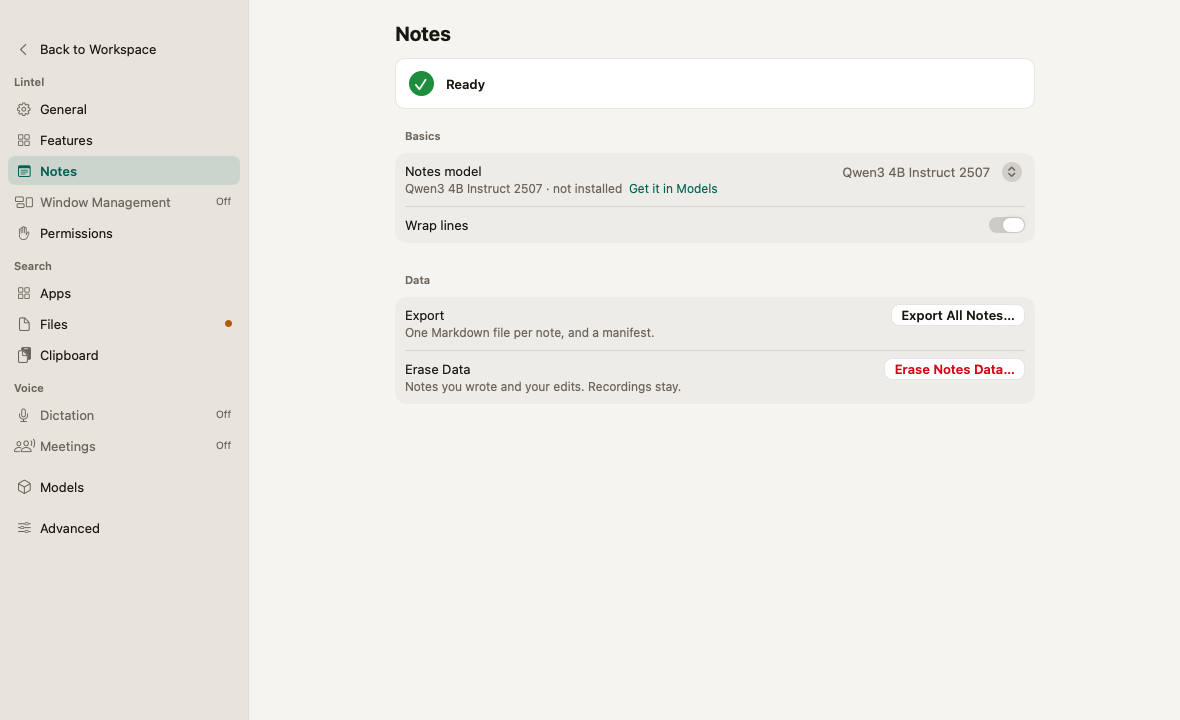 Back to Workspace
Lintel
General
Features
Notes
Window Management Off
Permissions
Search
Apps
Files
Clipboard
Voice
Dictation Off
Meetings Off
Models
Advanced
Notes
Ready
Basics
Notes model
Qwen3 4B Instruct 2507 · not installed Get it in Models
Qwen3 4B Instruct 2507
Wrap lines
Data
Export
One Markdown file per note, and a manifest.
Export All Notes...
Erase Data
Notes you wrote and your edits. Recordings stay.
Erase Notes Data...